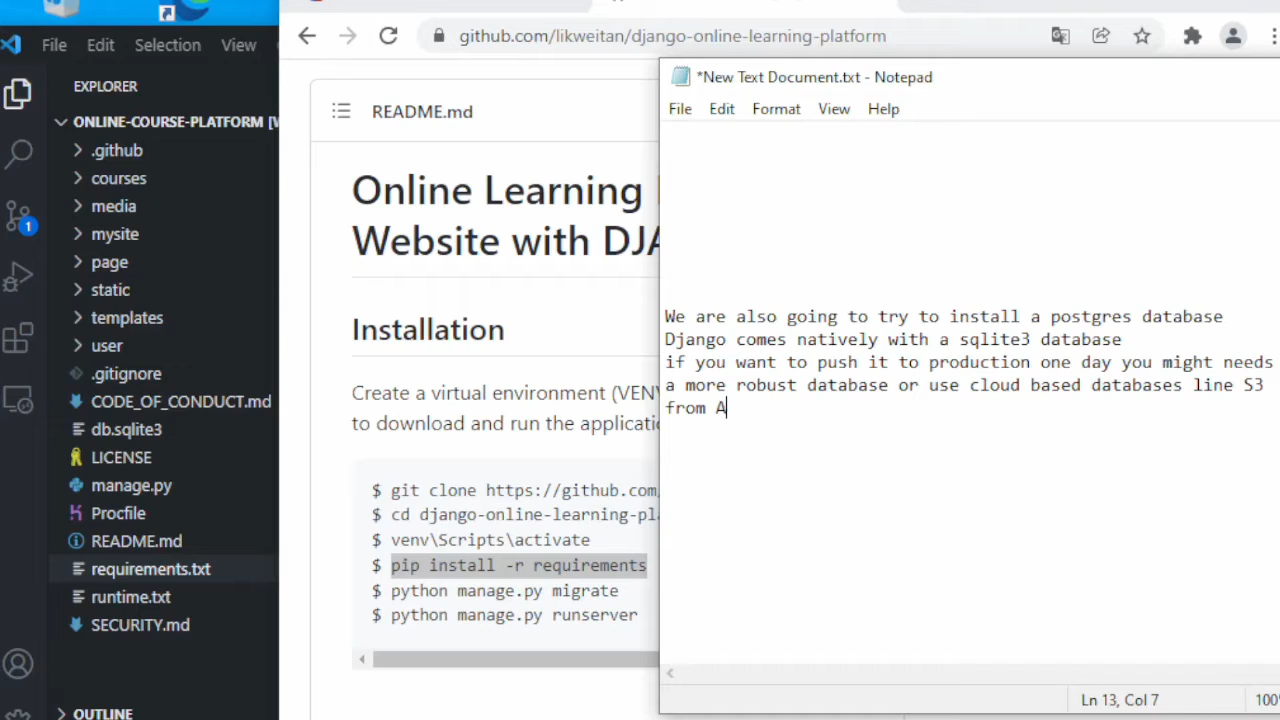 File Edit Selection View
EXPLORER
ONLINE-COURSE-PLATFORM
.github
courses
media
mysite
page
static
templates
user
.gitignore
CODE_OF_CONDUCT.md
db.sqlite3
LICENSE
manage.py
Procfile
README.md
requirements.txt
runtime.txt
SECURITY.md
OUTLINE
1
github.com/likweitan/django-online-learning-platform
README.md
Online Learning
Website with DJA
Installation
Create a virtual environment (VENV
to download and run the applicatio
$ git clone https://github.com/
$ cd django-online-learning-pla
$ venv\Scripts\activate
$ pip install -r requirements
$ python manage.py migrate
$ python manage.py runserver
*New Text Document.txt - Notepad
File Edit Format View Help
We are also going to try to install a postgres database
Django comes natively with a sqlite3 database
if you want to push it to production one day you might needs
a more robust database or use cloud based databases line S3
from A
Ln 13, Col 7
100%